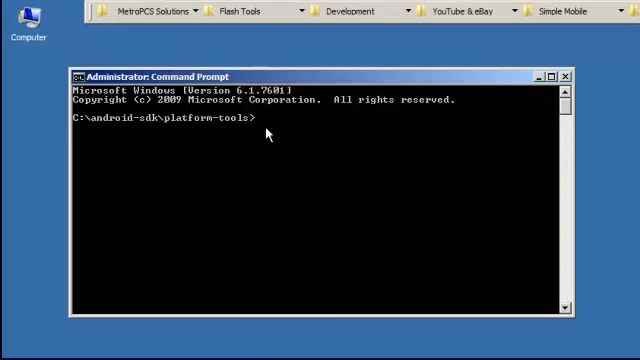 MetroPCS Solutions Flash Tools Development YouTube & eBay Simple Mobile
Computer
Administrator: Command Prompt
Microsoft Windows [Version 6.1.7601]
Copyright (c) 2009 Microsoft Corporation.  All rights reserved.
C:\android-sdk\platform-tools>